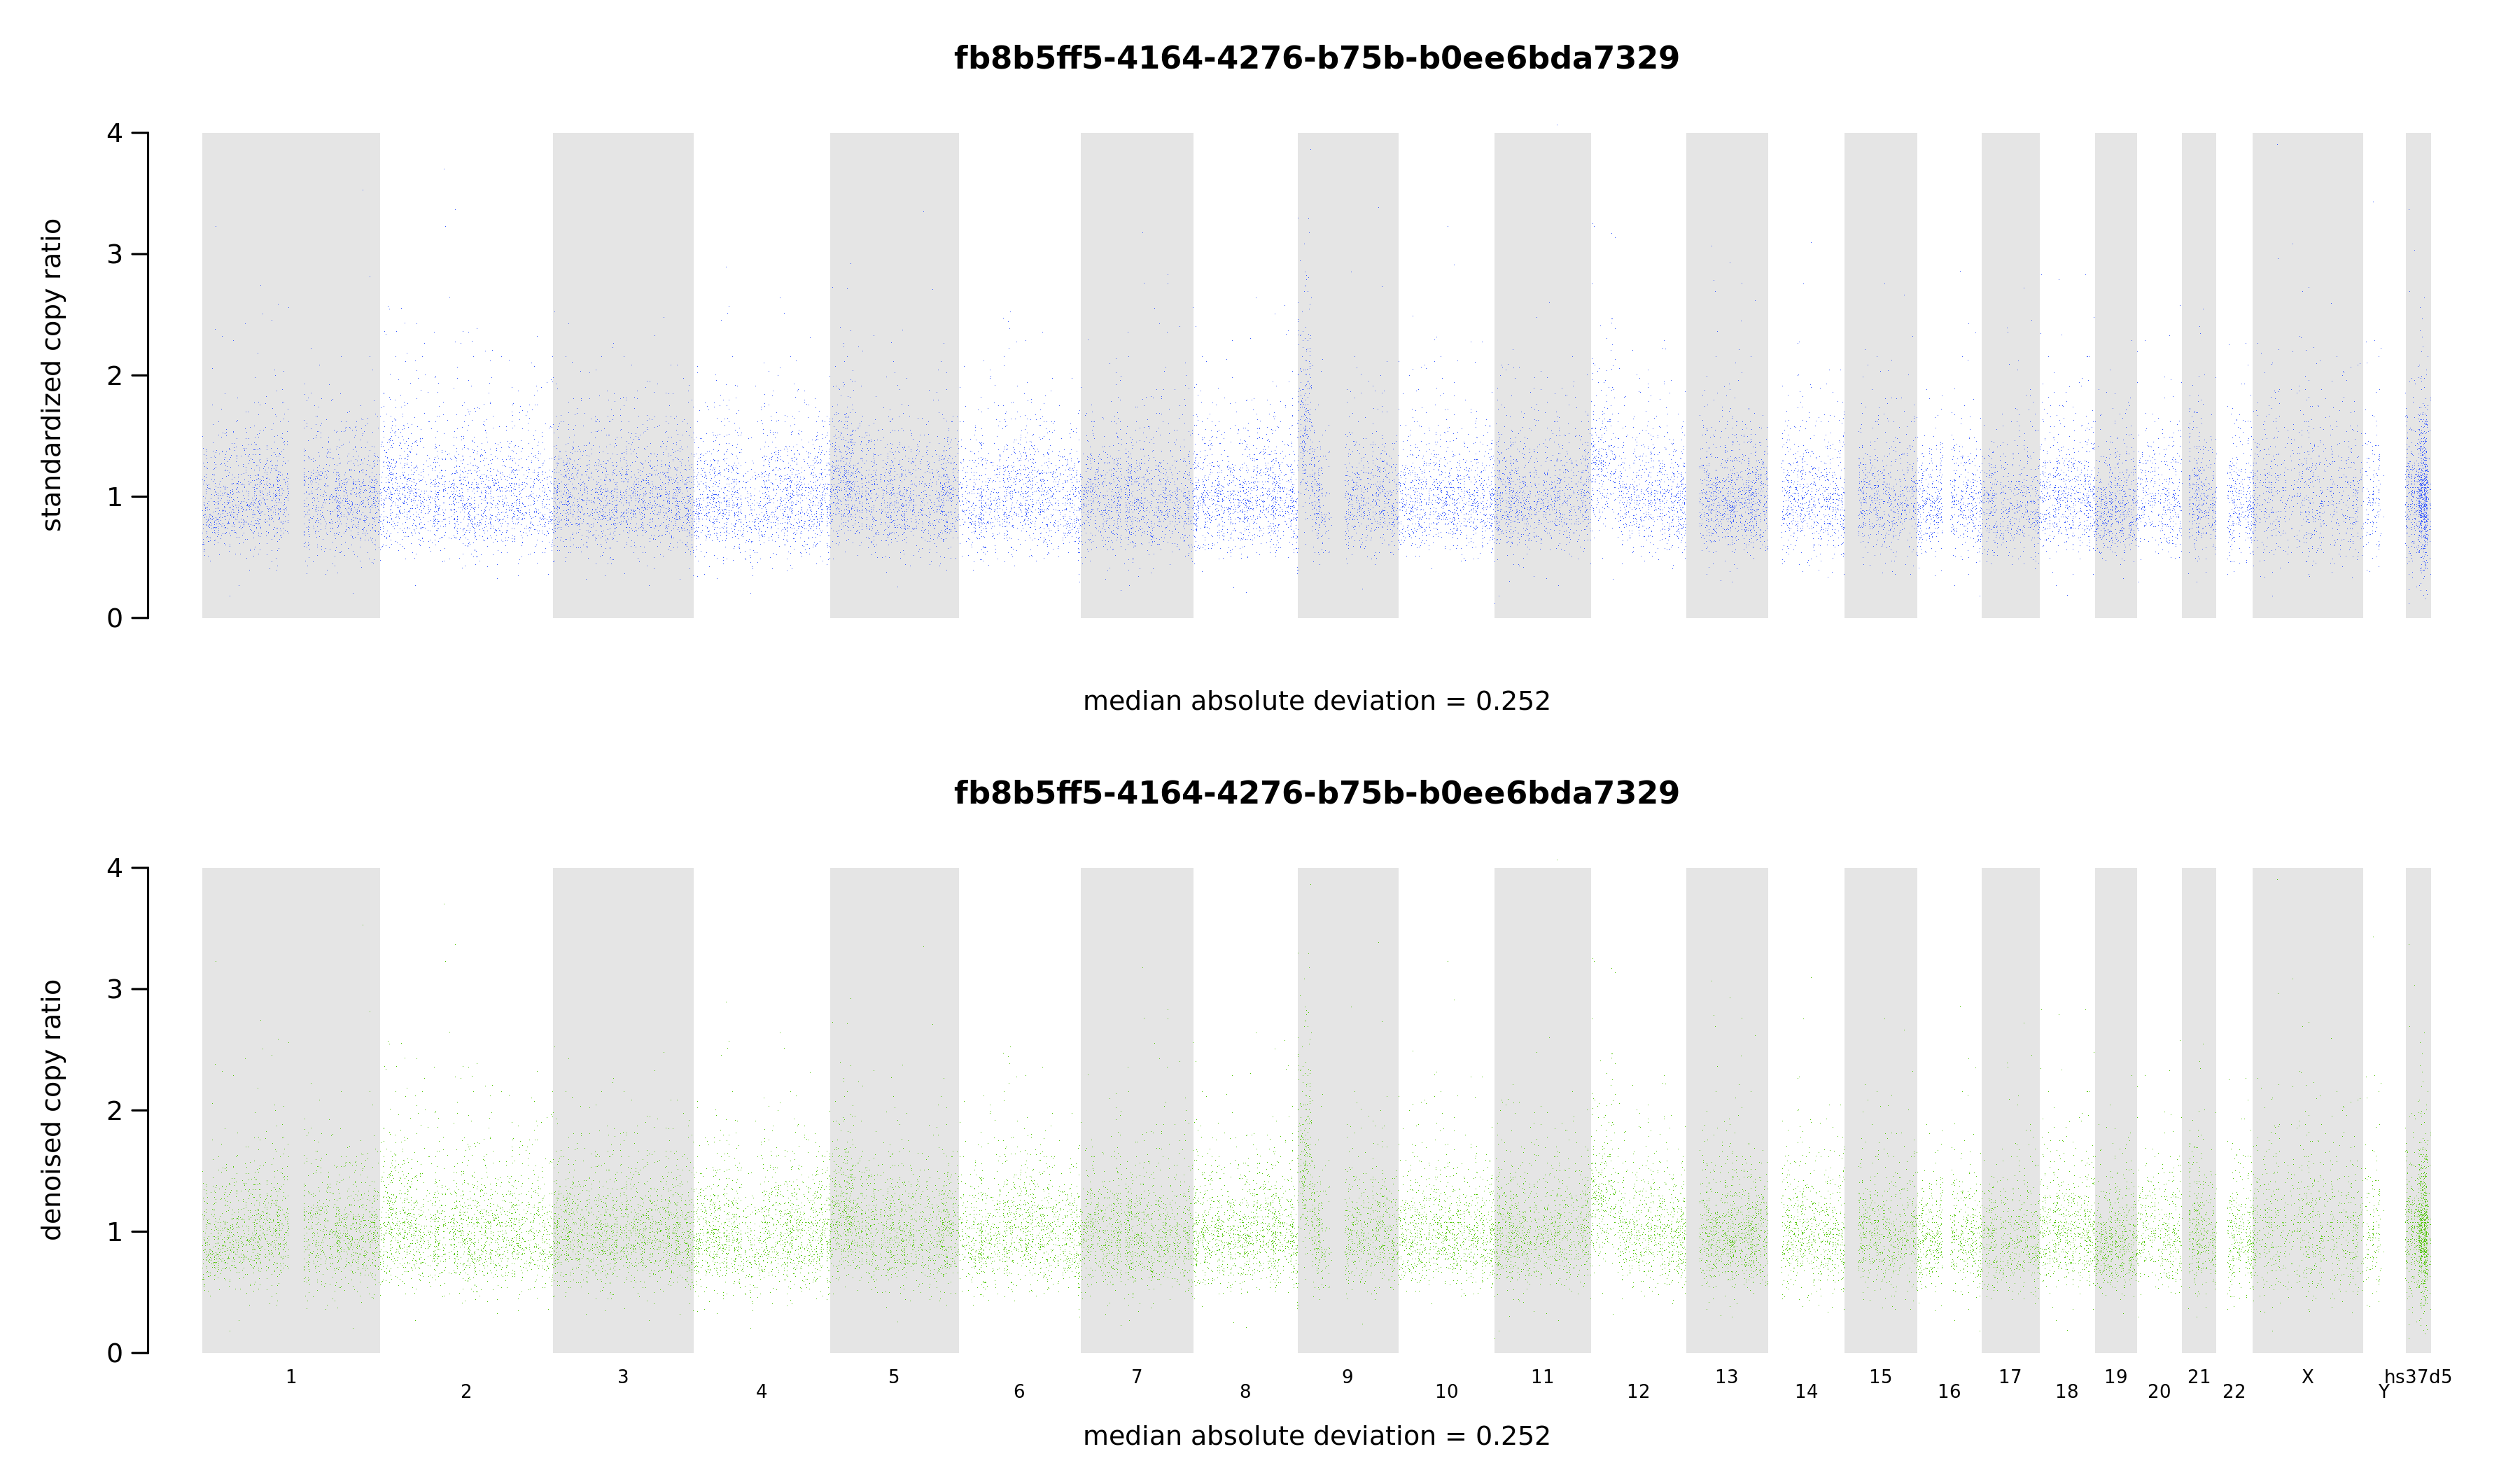 fb8b5ff5-4164-4276-b75b-b0ee6bda7329
standardized copy ratio
4
3
2
1
0
median absolute deviation = 0.252
fb8b5ff5-4164-4276-b75b-b0ee6bda7329
denoised copy ratio
4
3
2
1
0
1 3 5 7 9 11 13 15 17 19 21 X hs37d5
2 4 6 8 10 12 14 16 18 20 22 Y
median absolute deviation = 0.252